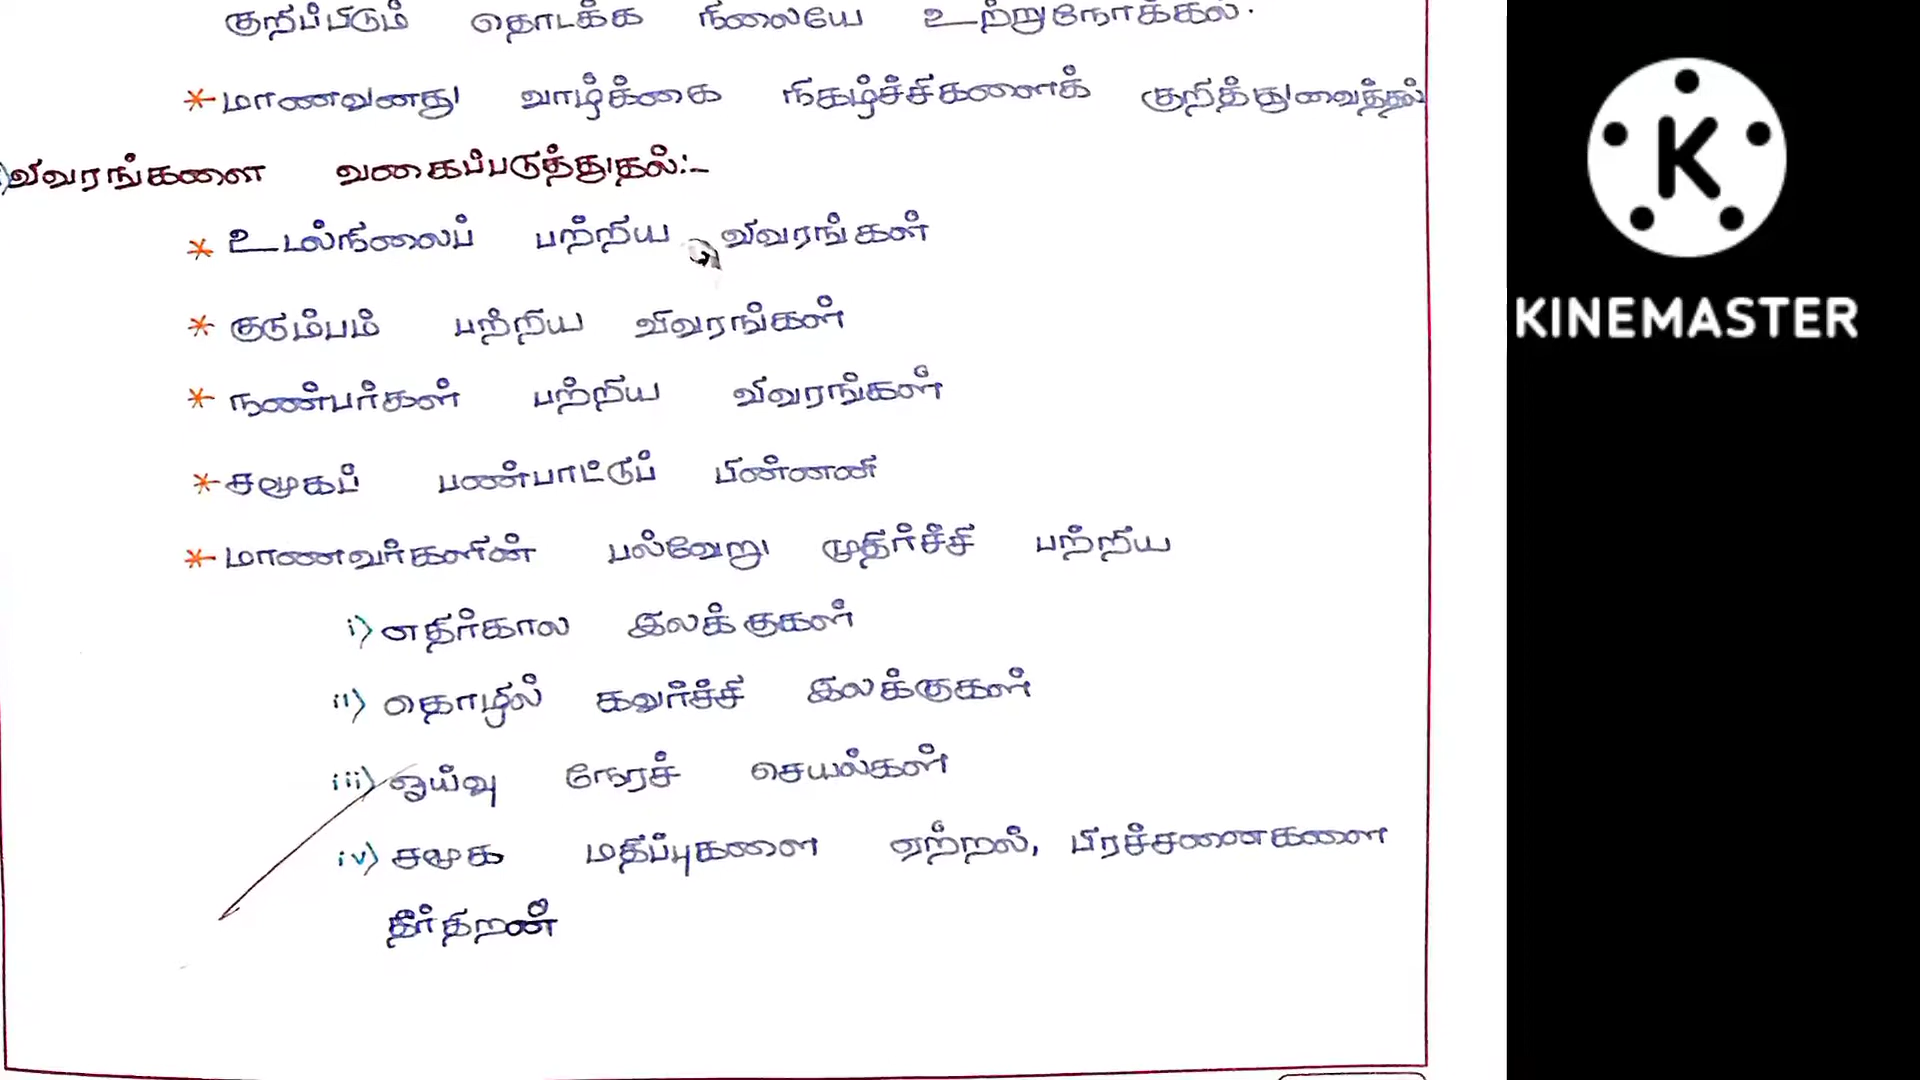 குறிப்பிடும் தொடக்க நிலையே உற்றுநோக்கல்.
* மாணவனது வாழ்க்கை நிகழ்ச்சிகளைக் குறித்துவைத்தல்
விவரங்களை வகைப்படுத்துதல்:-
* உடல்நிலைப் பற்றிய விவரங்கள்
* குடும்பம் பற்றிய விவரங்கள்
* நண்பர்கள் பற்றிய விவரங்கள்
* சமூகப் பண்பாட்டுப் பின்னணி
* மாணவர்களின் பல்வேறு முதிர்ச்சி பற்றிய
i) எதிர்கால இலக்குகள்
ii) தொழில் கவர்ச்சி இலக்குகள்
iii) ஓய்வு நேரச் செயல்கள்
iv) சமூக மதிப்புகளை ஏற்றல், பிரச்சணைகளை
தீர்திறன்
K
KINEMASTER